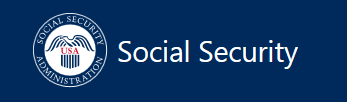 SOCIAL SECURITY
USA
ADMINISTRATION
Social Security